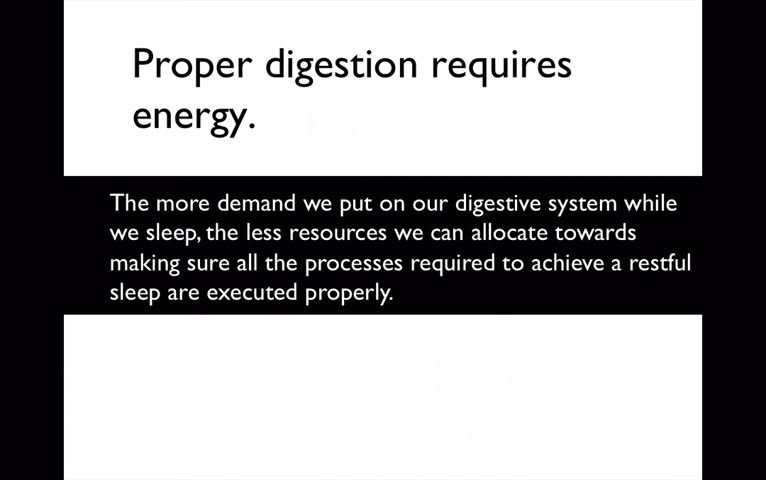 Proper digestion requires
energy.
The more demand we put on our digestive system while
we sleep, the less resources we can allocate towards
making sure all the processes required to achieve a restful
sleep are executed properly.